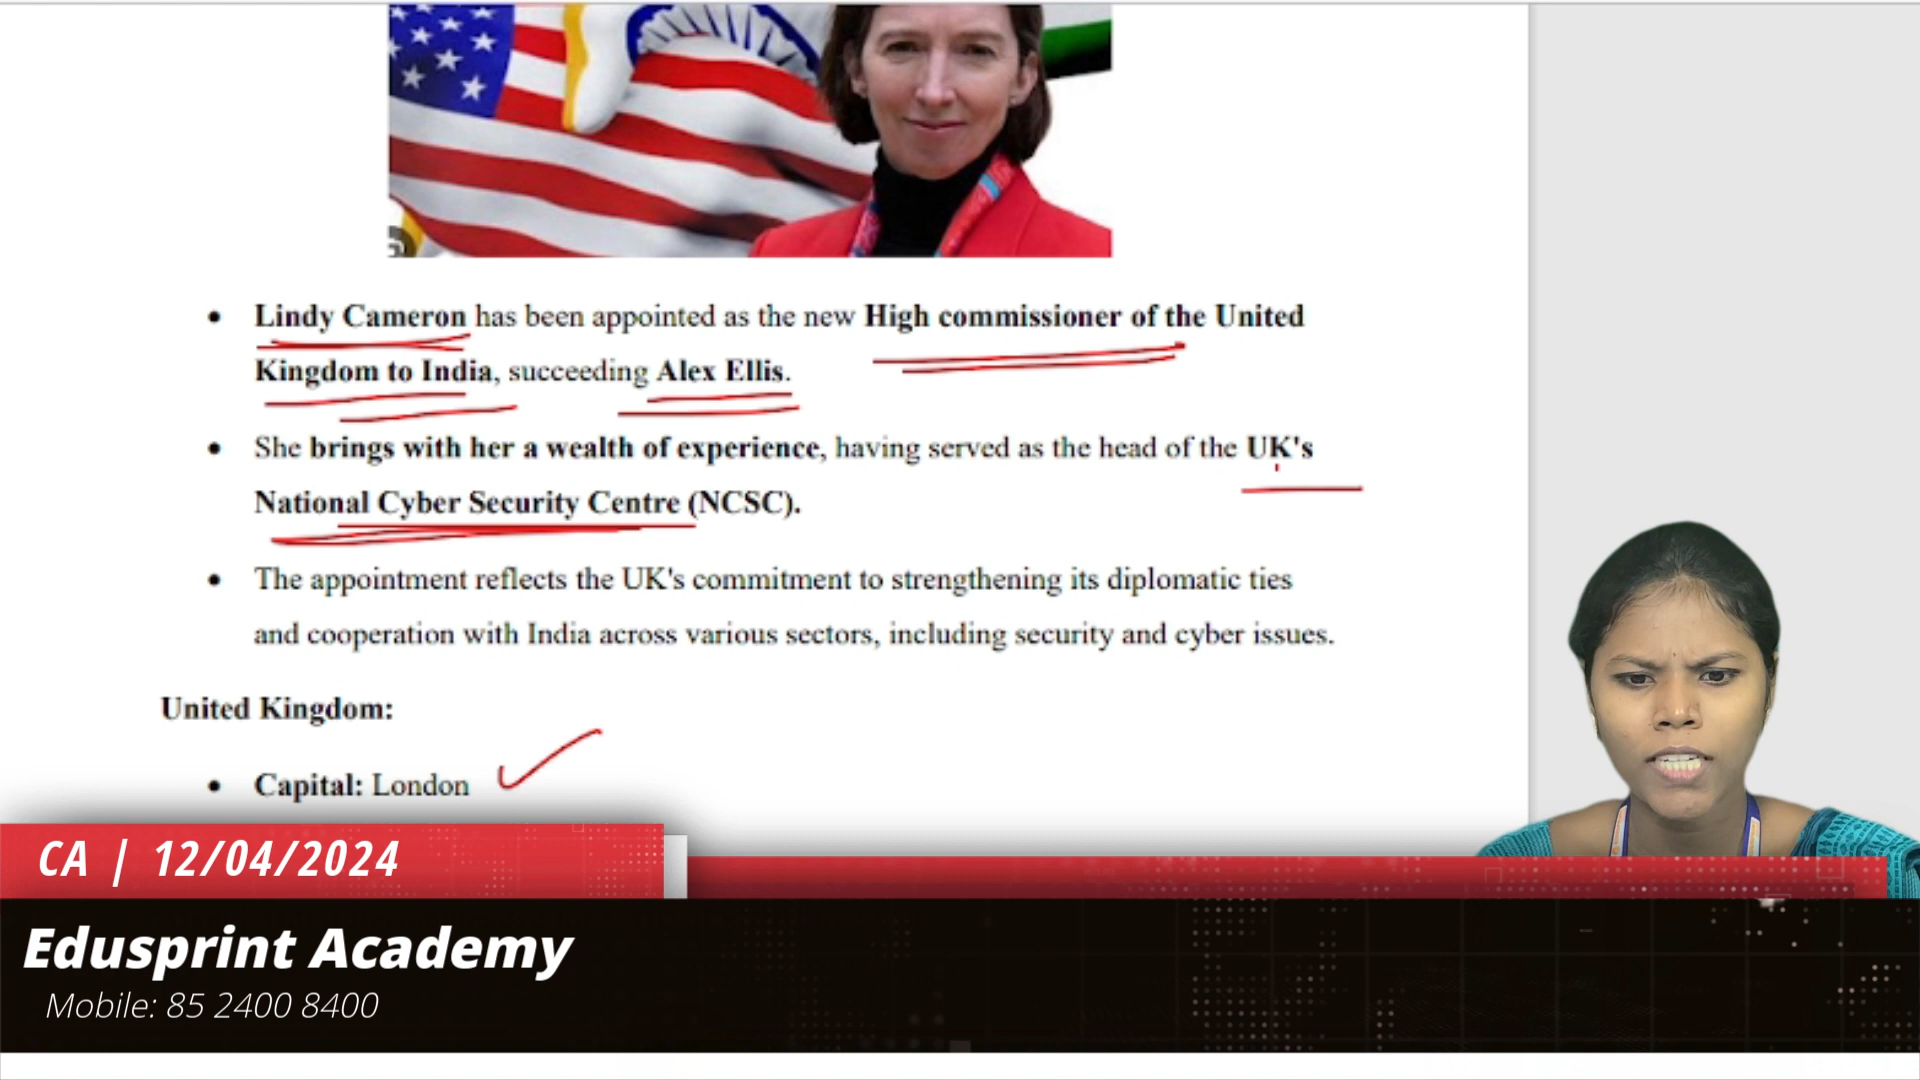 Lindy Cameron has been appointed as the new High commissioner of the United
Kingdom to India, succeeding Alex Ellis.
She brings with her a wealth of experience, having served as the head of the UK's
National Cyber Security Centre (NCSC).
The appointment reflects the UK's commitment to strengthening its diplomatic ties
and cooperation with India across various sectors, including security and cyber issues.
United Kingdom:
Capital: London
CA | 12/04/2024
Edusprint Academy
Mobile: 85 2400 8400